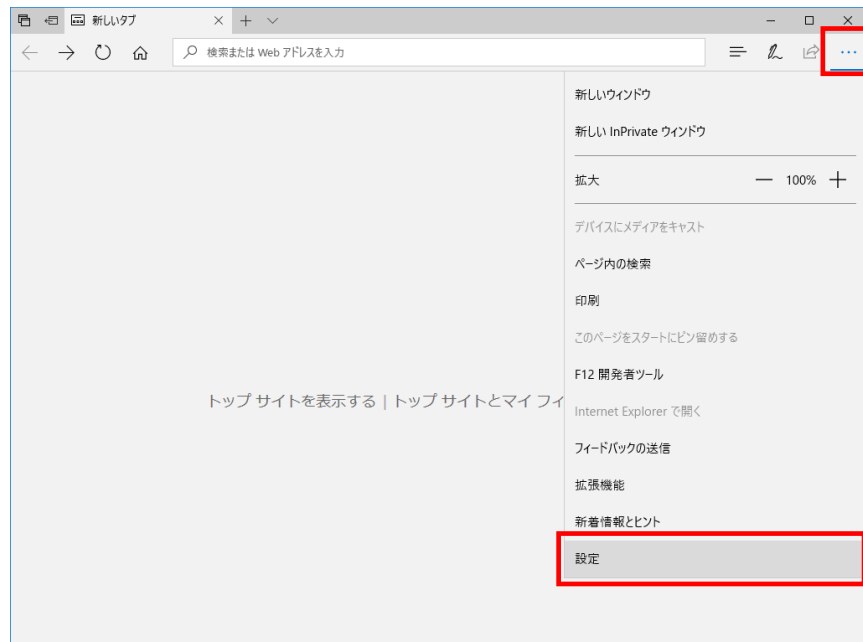 新しいタブ
検索または Web アドレスを入力
新しいウィンドウ
新しい InPrivate ウィンドウ
拡大 100%
デバイスにメディアをキャスト
ページ内の検索
印刷
このページをスタートにピン留めする
F12 開発者ツール
トップ サイトを表示する | トップ サイトとマイ フィ
Internet Explorer で開く
フィードバックの送信
拡張機能
新着情報とヒント
設定